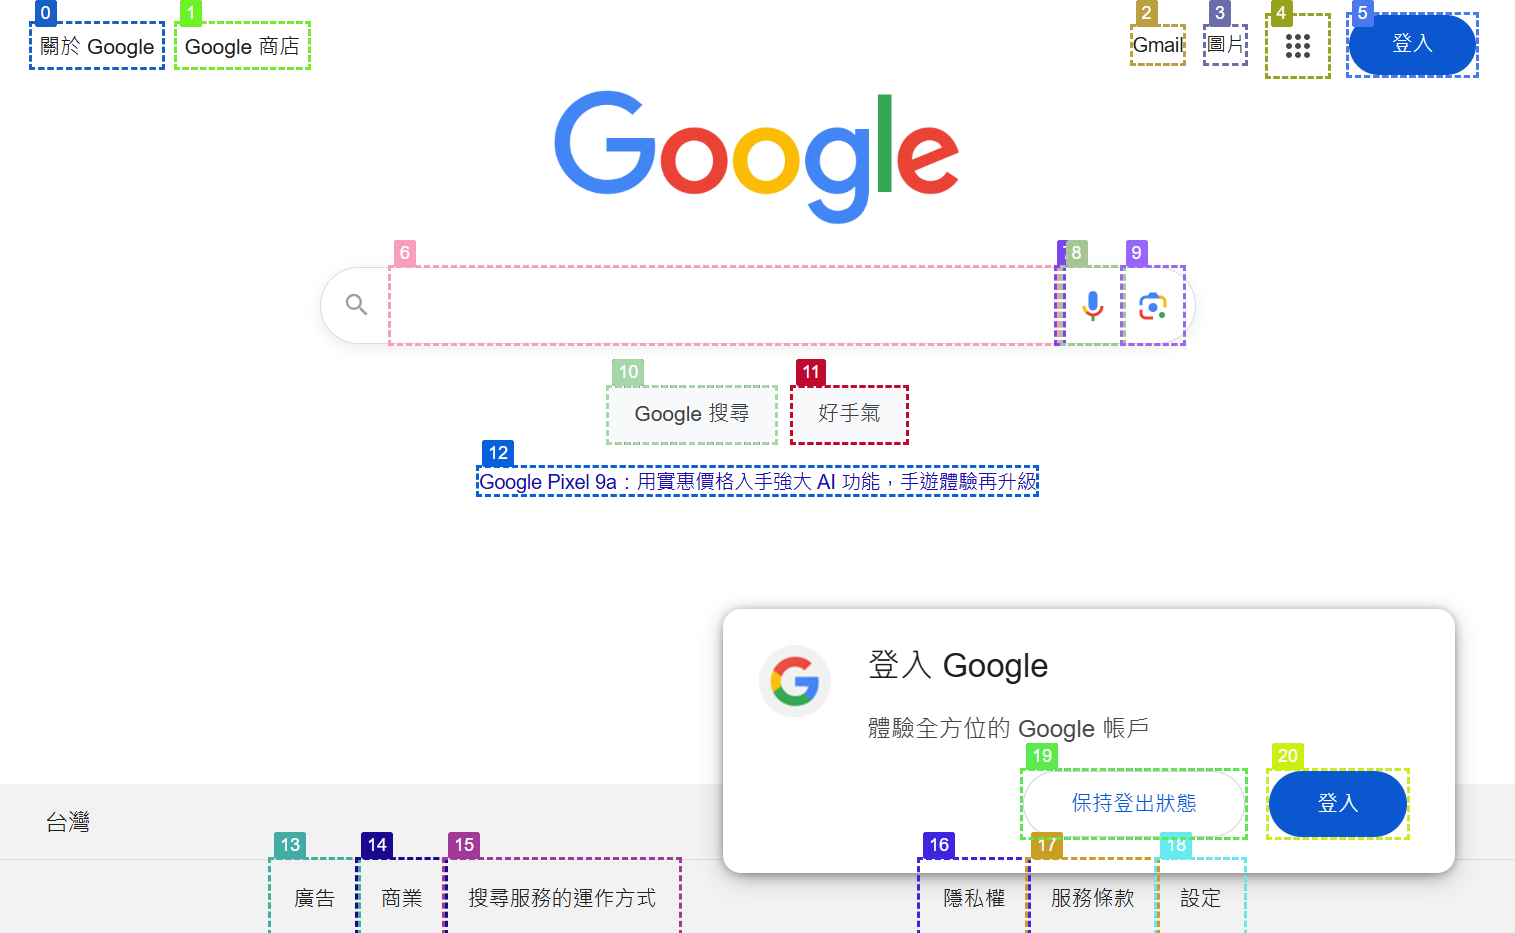 0 1 2 3 4 5
關於 Google Google 商店 Gmail 圖片 登入
Google
6 8 9
10 11
Google 搜尋 好手氣
12
Google Pixel 9a：用實惠價格入手強大 AI 功能，手遊體驗再升級
登入 Google
體驗全方位的 Google 帳戶
19 20
保持登出狀態 登入
台灣
13 14 15 16 17 18
廣告 商業 搜尋服務的運作方式 隱私權 服務條款 設定